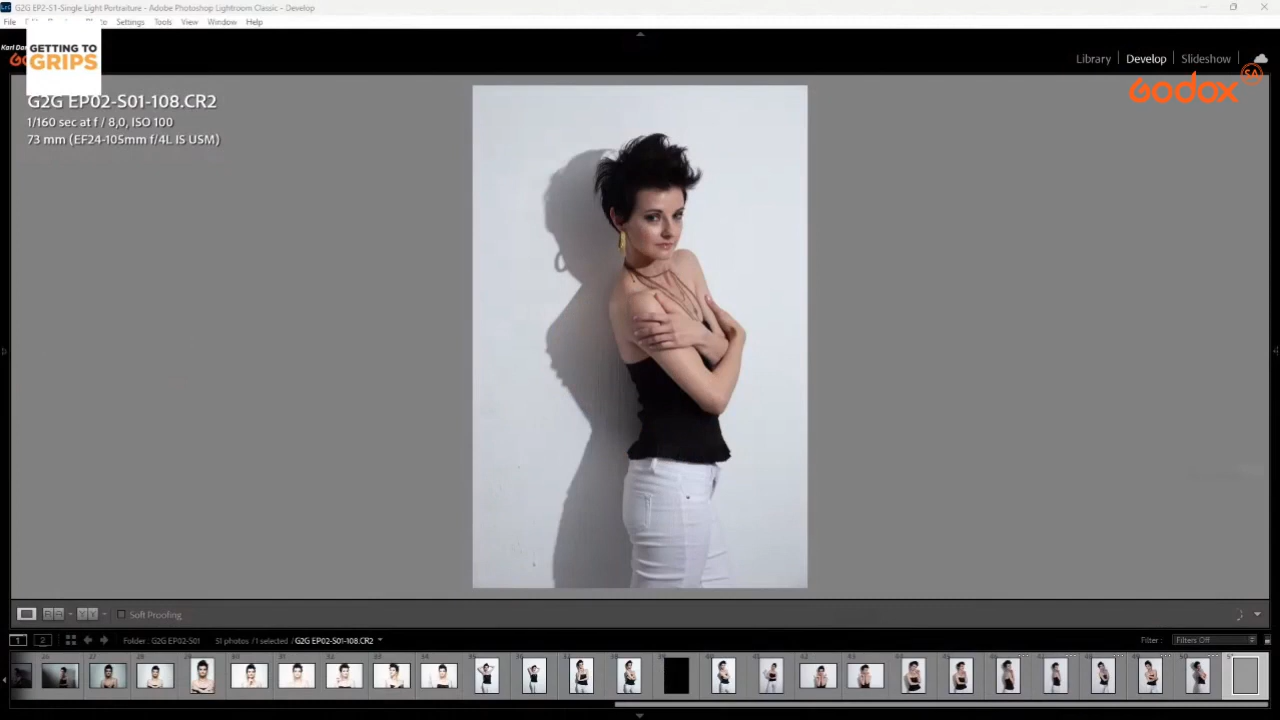 G2G EP2-S1-Single Light Portraiture - Adobe Photoshop Lightroom Classic - Develop
File
Settings Tools View Window Help
GETTING TO
GRIPS
Library Develop Slideshow
Godox SA
G2G EP02-S01-108.CR2
1/160 sec at f / 8,0, ISO 100
73 mm (EF24-105mm f/4L IS USM)
Soft Proofing
1 2 Folder : G2G EP02-S01 51 photos / 1 selected / G2G EP02-S01-108.CR2 Filter : Filters Off